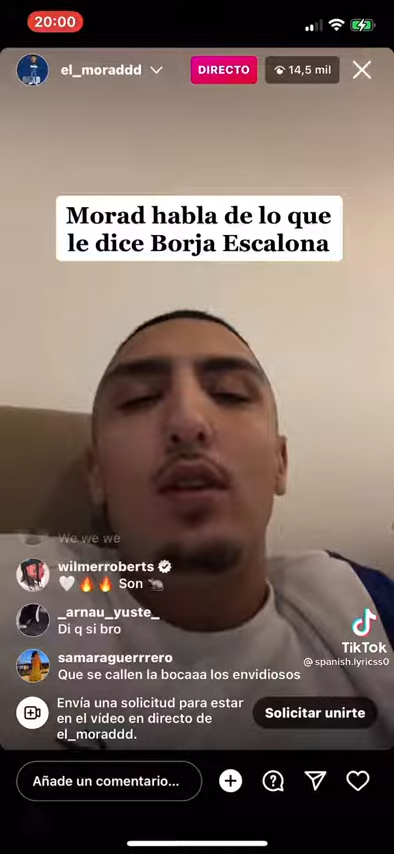 20:00
el_moraddd
DIRECTO
14,5 mil
Morad habla de lo que
le dice Borja Escalona
We we we
wilmerroberts
🤍🔥🔥 Son 🐀
_arnau_yuste_
Di q si bro
samaraguerrrero
Que se callen la bocaaa los envidiosos
TikTok
@spanish.lyricss0
Envía una solicitud para estar
en el vídeo en directo de
el_moraddd.
Solicitar unirte
Añade un comentario...